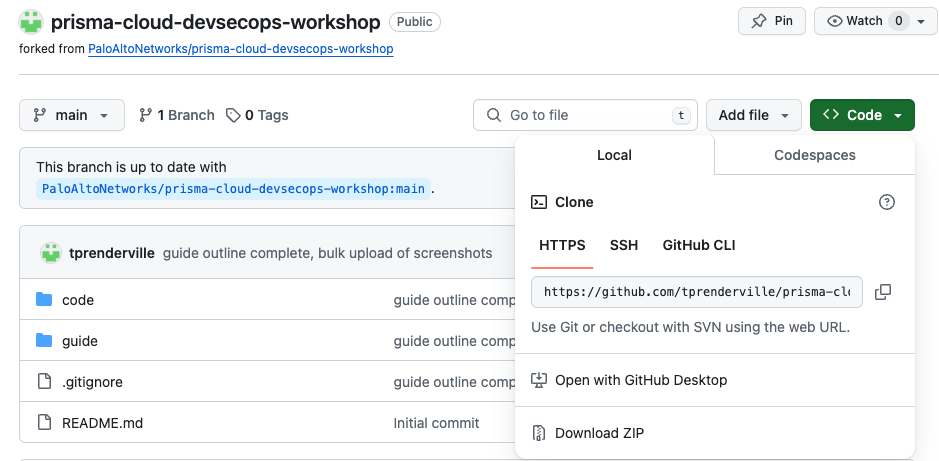 prisma-cloud-devsecops-workshop Public Pin Watch 0
forked from PaloAltoNetworks/prisma-cloud-devsecops-workshop
main 1 Branch 0 Tags Go to file t Add file <> Code
This branch is up to date with
PaloAltoNetworks/prisma-cloud-devsecops-workshop:main .
tprenderville guide outline complete, bulk upload of screenshots
code guide outline comp
guide guide outline comp
.gitignore guide outline comp
README.md Initial commit
Local Codespaces
Clone
HTTPS SSH GitHub CLI
https://github.com/tprenderville/prisma-clo
Use Git or checkout with SVN using the web URL.
Open with GitHub Desktop
Download ZIP